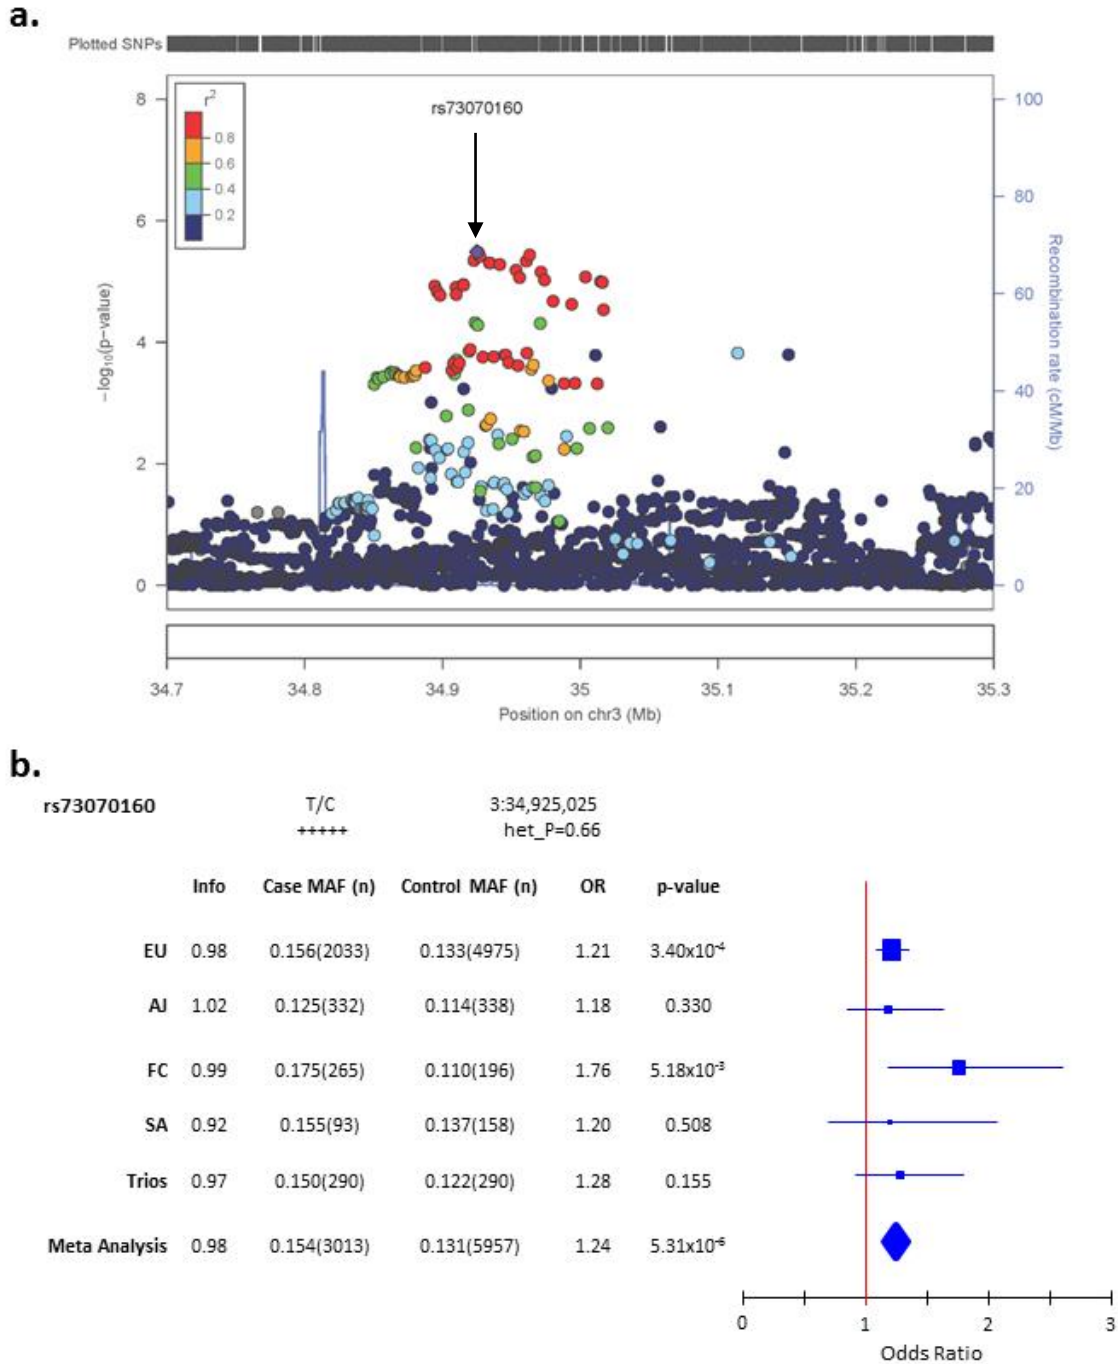 a.
Plotted SNPs
rs73070160
r²
0.8
0.6
0.4
0.2
8
6
4
2
0
−log₁₀(p−value)
100
80
60
40
20
0
Recombination rate (cM/Mb)
34.7 34.8 34.9 35 35.1 35.2 35.3
Position on chr3 (Mb)
b.
rs73070160 T/C 3:34,925,025
+++++ het_P=0.66
Info Case MAF (n) Control MAF (n) OR p-value
EU 0.98 0.156(2033) 0.133(4975) 1.21 3.40x10⁻⁴
AJ 1.02 0.125(332) 0.114(338) 1.18 0.330
FC 0.99 0.175(265) 0.110(196) 1.76 5.18x10⁻³
SA 0.92 0.155(93) 0.137(158) 1.20 0.508
Trios 0.97 0.150(290) 0.122(290) 1.28 0.155
Meta Analysis 0.98 0.154(3013) 0.131(5957) 1.24 5.31x10⁻⁶
0 1 2 3
Odds Ratio